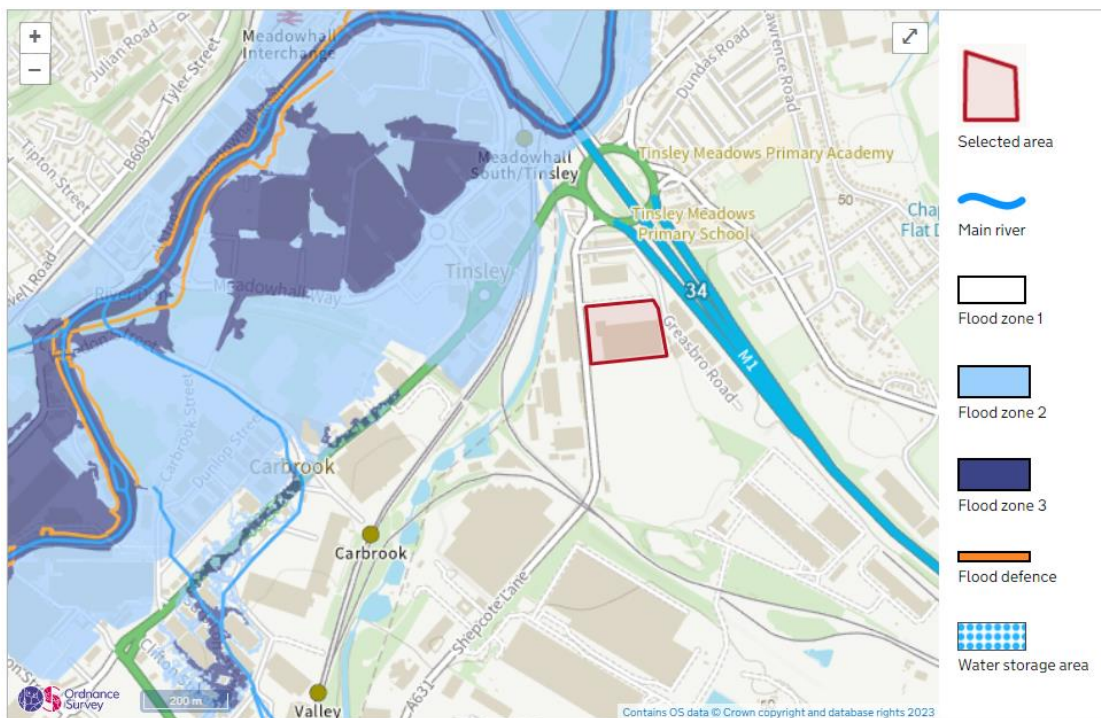 +
−
Julian Road
Tyler Street
B6082
Tipton Street
Meadowhall
Interchange
Meadowhall
South/Tinsley
Dundas Road
Lawrence Road
Tinsley Meadows Primary Academy
Tinsley Meadows
Primary School
50
Flat D
Tinsley
Meadowhall Way
34
Greasbro Road
M1
50
Carbrook Street
Dunlop Street
Carbrook
Carbrook
Shepcote Lane
A631
Valley
Ordnance
Survey
200 m
Contains OS data © Crown copyright and database rights 2023
Selected area
Main river
Flood zone 1
Flood zone 2
Flood zone 3
Flood defence
Water storage area